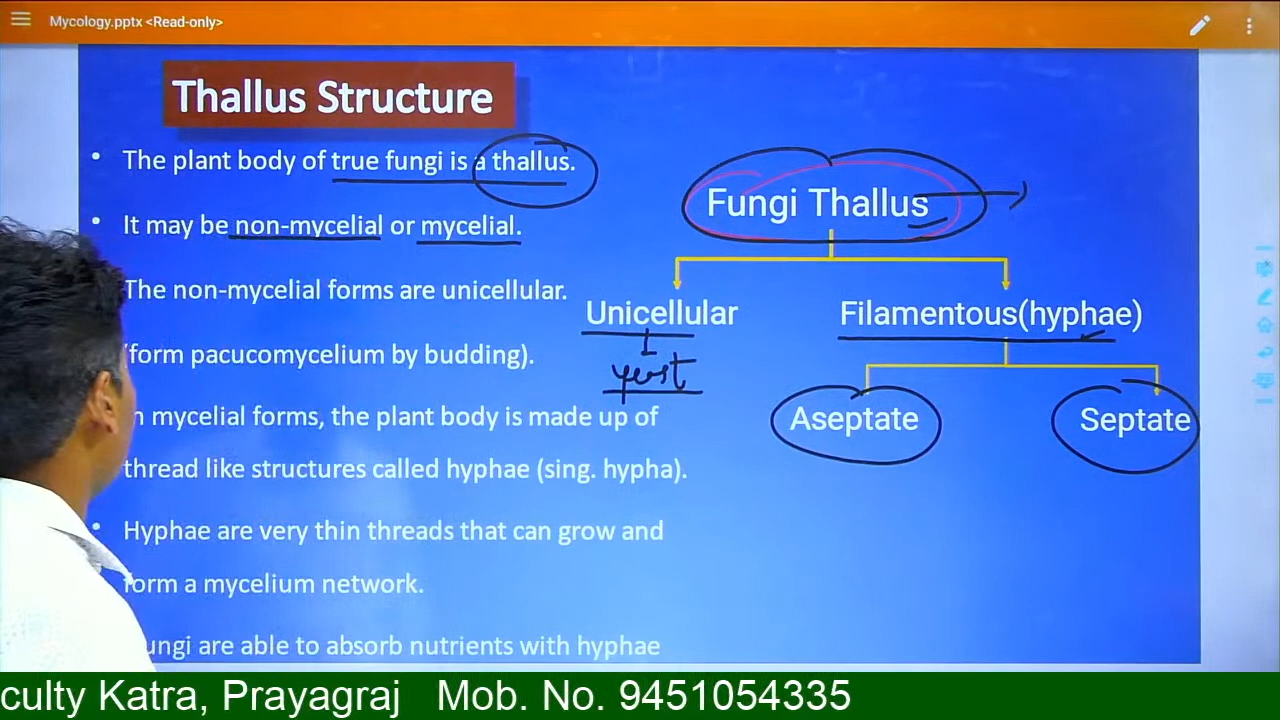 Mycology.pptx <Read-only>
Thallus Structure
• The plant body of true fungi is a thallus.
• It may be non-mycelial or mycelial.
The non-mycelial forms are unicellular.
(form pacucomycelium by budding).
In mycelial forms, the plant body is made up of
thread like structures called hyphae (sing. hypha).
• Hyphae are very thin threads that can grow and
form a mycelium network.
Fungi are able to absorb nutrients with hyphae
Fungi Thallus
Unicellular
Filamentous(hyphae)
yeast
Aseptate
Septate
culty Katra, Prayagraj Mob. No. 9451054335